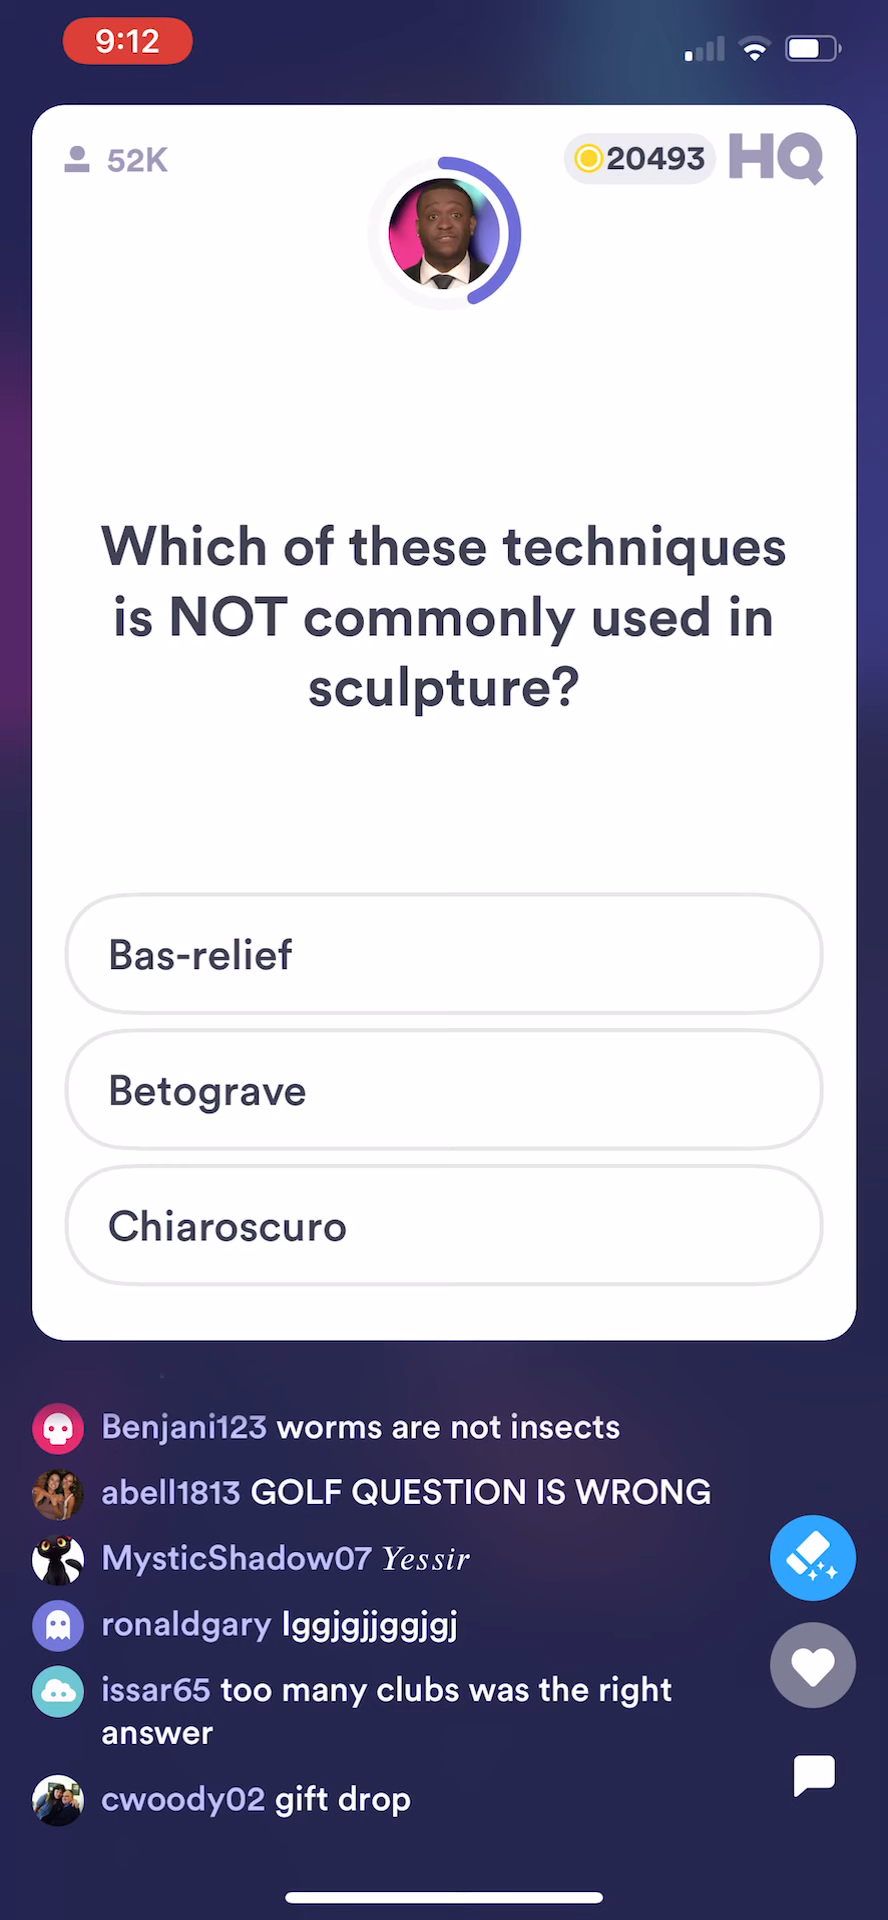 9:12
52K
20493
HQ
Which of these techniques
is NOT commonly used in
sculpture?
Bas-relief
Betograve
Chiaroscuro
Benjani123 worms are not insects
abell1813 GOLF QUESTION IS WRONG
MysticShadow07 Yessir
ronaldgary lggjgjjggjgj
issar65 too many clubs was the right
answer
cwoody02 gift drop